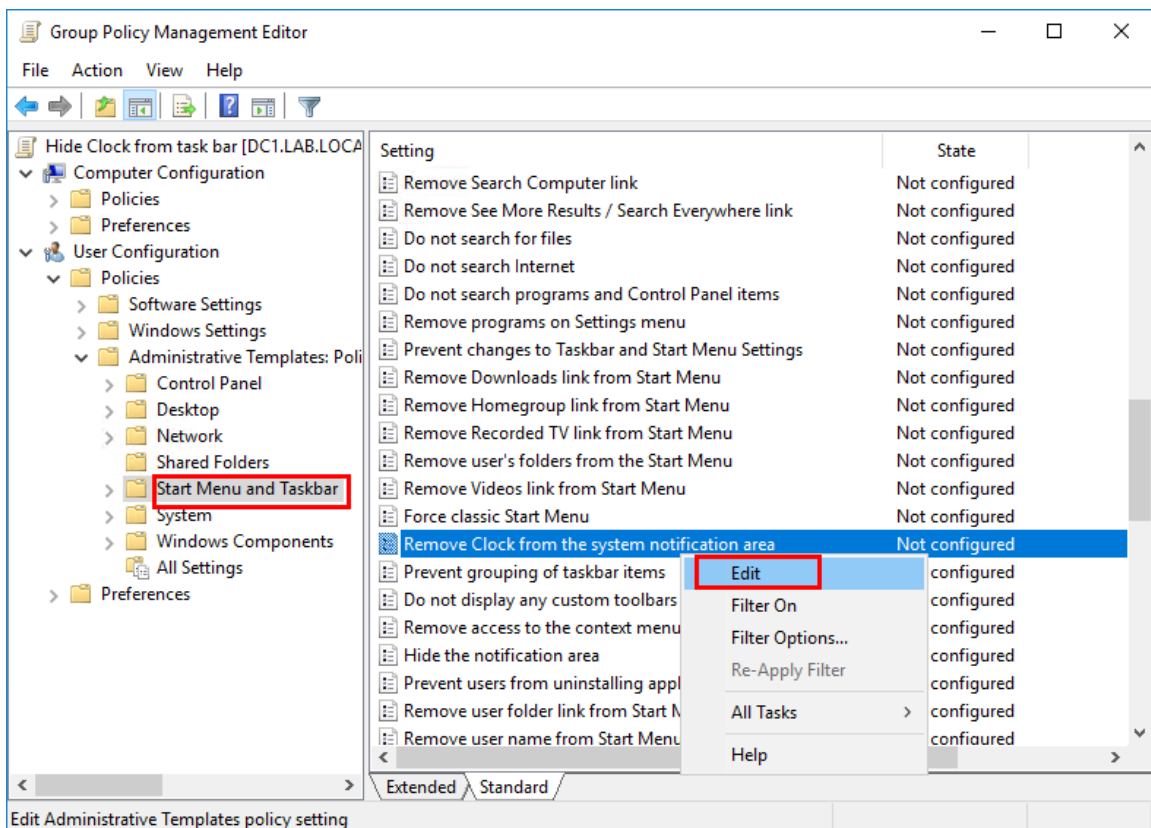 Group Policy Management Editor
File Action View Help
Hide Clock from task bar [DC1.LAB.LOCA
Computer Configuration
Policies
Preferences
User Configuration
Policies
Software Settings
Windows Settings
Administrative Templates: Poli
Control Panel
Desktop
Network
Shared Folders
Start Menu and Taskbar
System
Windows Components
All Settings
Preferences
Setting State
Remove Search Computer link Not configured
Remove See More Results / Search Everywhere link Not configured
Do not search for files Not configured
Do not search Internet Not configured
Do not search programs and Control Panel items Not configured
Remove programs on Settings menu Not configured
Prevent changes to Taskbar and Start Menu Settings Not configured
Remove Downloads link from Start Menu Not configured
Remove Homegroup link from Start Menu Not configured
Remove Recorded TV link from Start Menu Not configured
Remove user's folders from the Start Menu Not configured
Remove Videos link from Start Menu Not configured
Force classic Start Menu Not configured
Remove Clock from the system notification area Not configured
Prevent grouping of taskbar items configured
Do not display any custom toolbars configured
Remove access to the context menu configured
Hide the notification area configured
Prevent users from uninstalling appl configured
Remove user folder link from Start M configured
Remove user name from Start Menu configured
Edit
Filter On
Filter Options...
Re-Apply Filter
All Tasks
Help
Extended Standard
Edit Administrative Templates policy setting